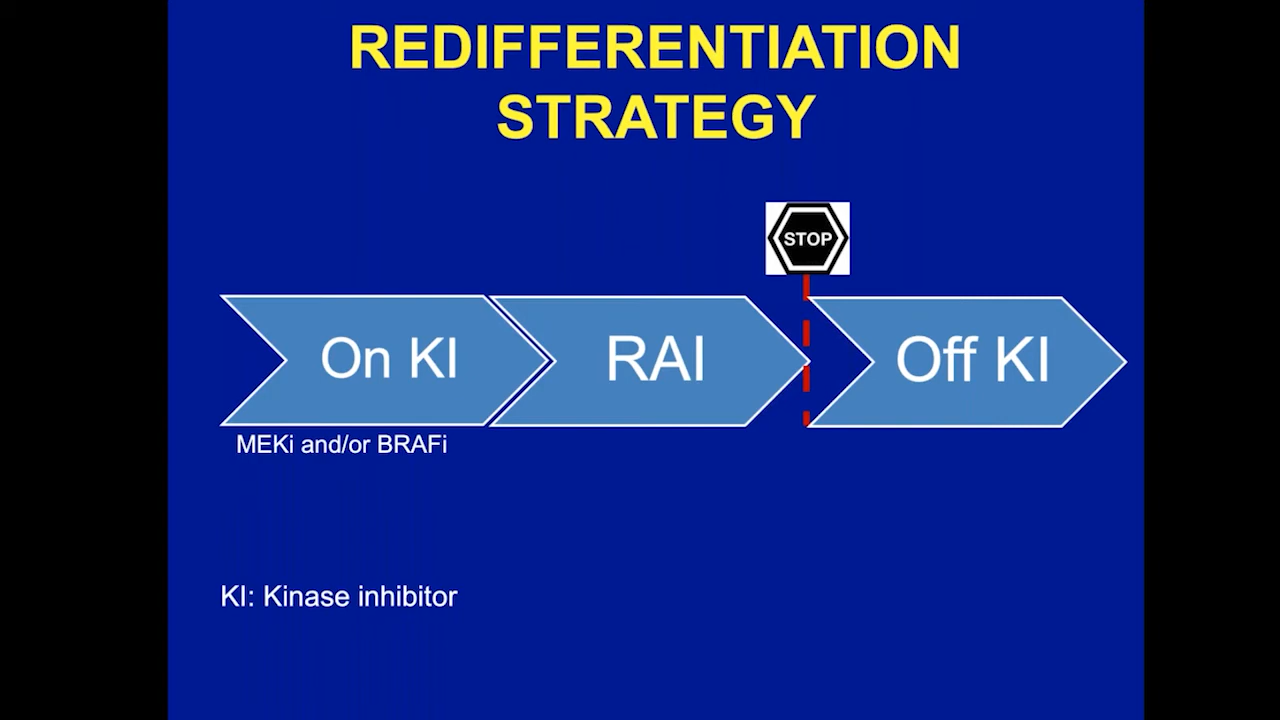 REDIFFERENTIATION
STRATEGY
STOP
On KI
RAI
Off KI
MEKi and/or BRAFi
KI: Kinase inhibitor